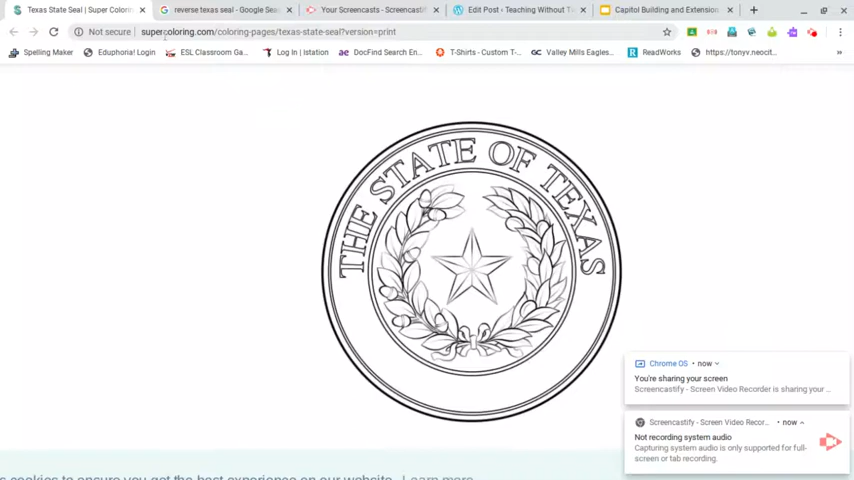 Texas State Seal | Super Colorin
reverse texas seal - Google Sea
Your Screencasts - Screencastif
Edit Post ‹ Teaching Without T
Capitol Building and Extension
Not secure | supercoloring.com/coloring-pages/texas-state-seal?version=print
Spelling Maker
Eduphoria! Login
ESL Classroom Ga...
Log In | istation
DocFind Search En...
T-Shirts - Custom T-...
Valley Mills Eagles...
ReadWorks
https://tonyv.neocit...
»
THE STATE OF TEXAS
Chrome OS • now
You're sharing your screen
Screencastify - Screen Video Recorder is sharing your ...
Screencastify - Screen Video Recor... • now
Not recording system audio
Capturing system audio is only supported for full-
screen or tab recording.
s cookies to ensure you get the best experience on our website. Learn more